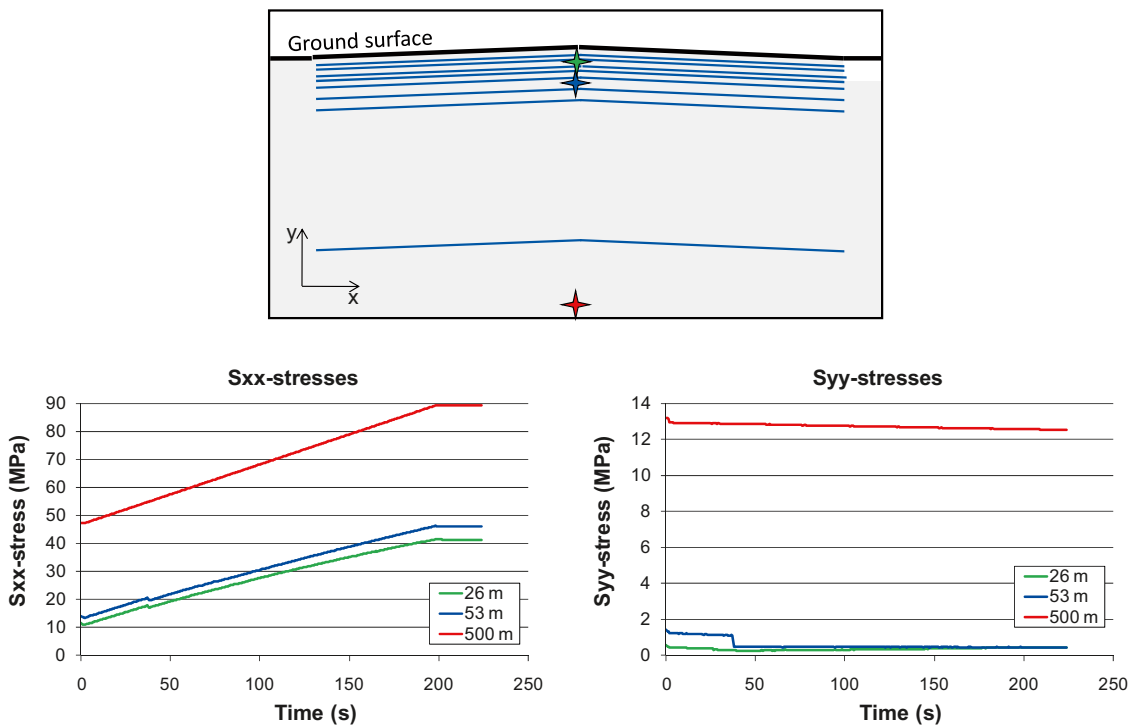 Ground surface
y
x
Sxx-stresses
Sxx-stress (MPa)
90
80
70
60
50
40
30
20
10
0
26 m
53 m
500 m
0 50 100 150 200 250
Time (s)
Syy-stresses
Syy-stress (MPa)
14
12
10
8
6
4
2
0
26 m
53 m
500 m
0 50 100 150 200 250
Time (s)